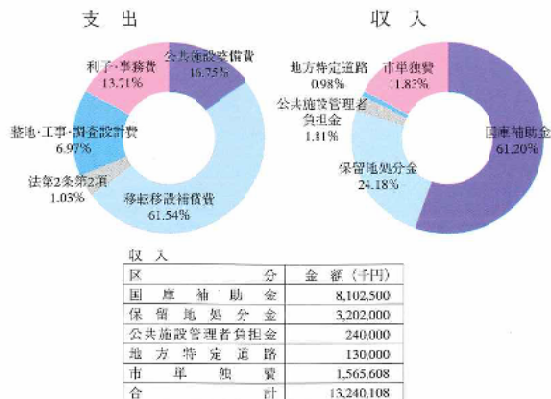 支出
公共施設整備費
16.75%
利子・事務費
13.71%
整地・工事・調査設計費
6.97%
法第2条第2項
1.03%
移転移設補償費
61.54%
収入
地方特定道路
0.98%
市単独費
11.83%
公共施設管理者
負担金
1.81%
国庫補助金
61.20%
保留地処分金
24.18%
収入
区分 金額(千円)
国庫補助金 8,102,500
保留地処分金 3,202,000
公共施設管理者負担金 240,000
地方特定道路 130,000
市単独費 1,565,608
合計 13,240,108